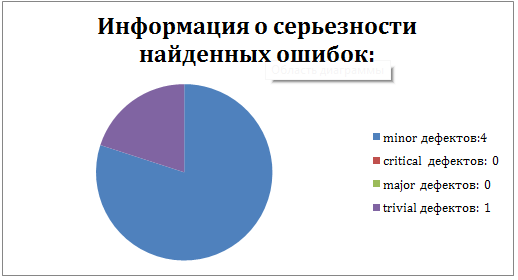 Информация о серьезности
найденных ошибок:
minor дефектов:4
critical дефектов: 0
major дефектов: 0
trivial дефектов: 1